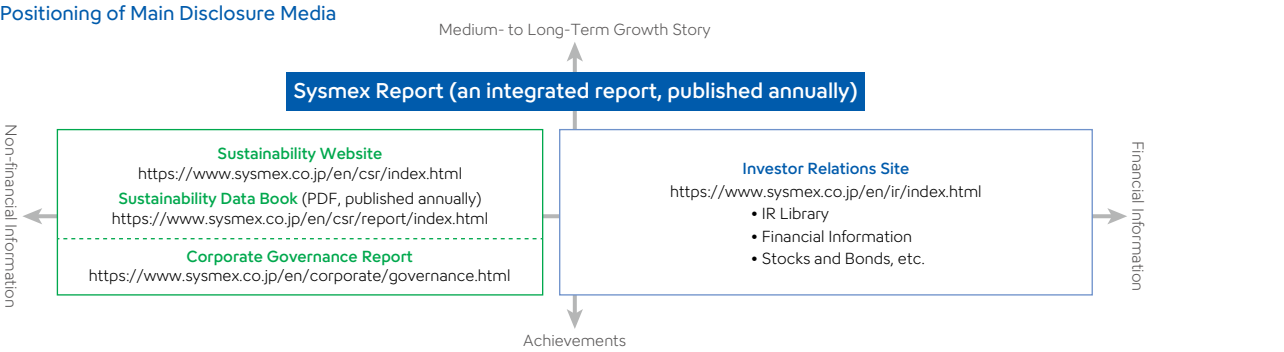 Positioning of Main Disclosure Media
Medium- to Long-Term Growth Story
Sysmex Report (an integrated report, published annually)
Non-financial Information
Sustainability Website
https://www.sysmex.co.jp/en/csr/index.html
Sustainability Data Book (PDF, published annually)
https://www.sysmex.co.jp/en/csr/report/index.html
Corporate Governance Report
https://www.sysmex.co.jp/en/corporate/governance.html
Investor Relations Site
https://www.sysmex.co.jp/en/ir/index.html
• IR Library
• Financial Information
• Stocks and Bonds, etc.
Financial Information
Achievements